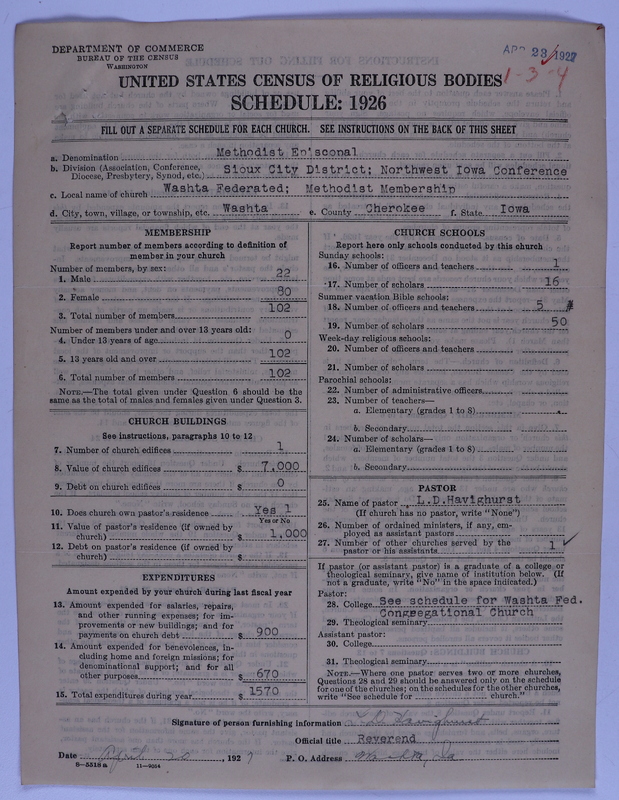 DEPARTMENT OF COMMERCE
BUREAU OF THE CENSUS
WASHINGTON
APR 23 1927
1-3-4
UNITED STATES CENSUS OF RELIGIOUS BODIES
SCHEDULE: 1926
FILL OUT A SEPARATE SCHEDULE FOR EACH CHURCH. SEE INSTRUCTIONS ON THE BACK OF THIS SHEET
a. Denomination Methodist Episcopal
b. Division (Association, Conference, Diocese, Presbytery, Synod, etc.) Sioux City District; Northwest Iowa Conference
c. Local name of church Washta Federated; Methodist Membership
d. City, town, village, or township, etc. Washta e. County Cherokee f. State Iowa
MEMBERSHIP
Report number of members according to definition of
member in your church
Number of members, by sex:
1. Male 22
2. Female 80
3. Total number of members 102
Number of members under and over 13 years old:
4. Under 13 years of age 0
5. 13 years old and over 102
6. Total number of members 102
NOTE.—The total given under Question 6 should be
same as the total of males and females given under Question 3.
CHURCH BUILDINGS
See instructions, paragraphs 10 to 12
7. Number of church edifices 1
8. Value of church edifices $ 7,000
9. Debt on church edifices $ 0
10. Does church own pastor's residence Yes 1
Yes or No
11. Value of pastor's residence (if owned by
church) $ 1,000
12. Debt on pastor's residence (if owned by
church) $
EXPENDITURES
Amount expended by your church during last fiscal year
13. Amount expended for salaries, repairs,
and other running expenses; for im-
provements or new buildings; and for
payments on church debt $ 900
14. Amount expended for benevolences, in-
cluding home and foreign missions; for
denominational support; and for all
other purposes $ 670
15. Total expenditures during year $ 1570
CHURCH SCHOOLS
Report here only schools conducted by this church
Sunday schools:
16. Number of officers and teachers 1
17. Number of scholars 16
Summer vacation Bible schools:
18. Number of officers and teachers 5
19. Number of scholars 50
Week-day religious schools:
20. Number of officers and teachers
21. Number of scholars
Parochial schools:
22. Number of administrative officers
23. Number of teachers—
a. Elementary (grades 1 to 8)
b. Secondary
24. Number of scholars—
a. Elementary (grades 1 to 8)
b. Secondary
PASTOR
25. Name of pastor L.D.Havighurst
(If church has no pastor, write "None")
26. Number of ordained ministers, if any, em-
ployed as assistant pastors
27. Number of other churches served by the
pastor or his assistants 1 ✓
If pastor (or assistant pastor) is a graduate of a college or
theological seminary, give name of institution below. (If
not a graduate, write "No" in the space indicated.)
Pastor:
28. College See schedule for Washta Fed.
Congregational Church
29. Theological seminary
Assistant pastor:
30. College
31. Theological seminary
NOTE.—Where one pastor serves two or more churches,
Questions 28 and 29 should be answered only on the schedule
for one of the churches; on the schedules for the other churches,
write "See schedule for church."
Signature of person furnishing information L.D. Havighurst
Official title Reverend
Date April 20, 1927 P. O. Address
8-5518a 11-9024